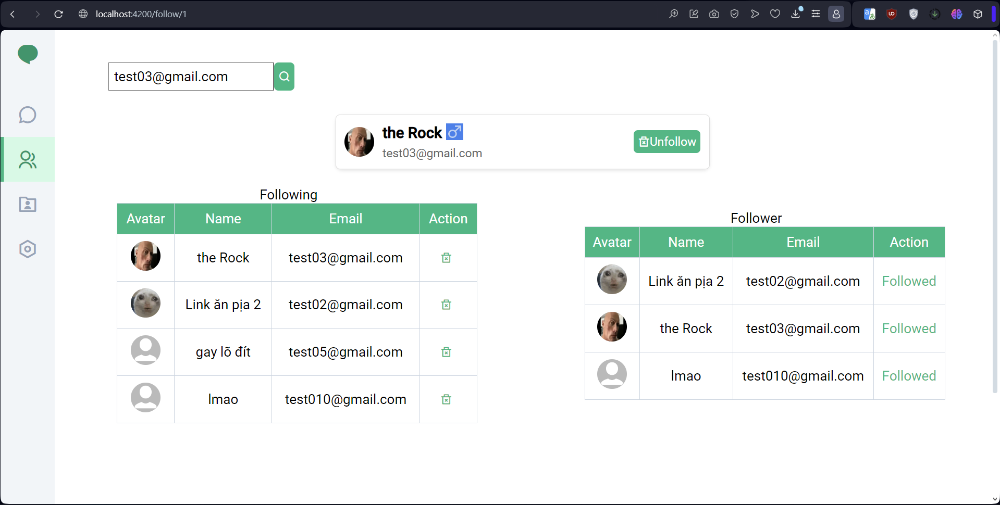 localhost:4200/follow/1
test03@gmail.com
the Rock
test03@gmail.com
Unfollow
Following
Avatar Name Email Action
the Rock test03@gmail.com
Link ăn pịa 2 test02@gmail.com
gay lõ đít test05@gmail.com
lmao test010@gmail.com
Follower
Avatar Name Email Action
Link ăn pịa 2 test02@gmail.com Followed
the Rock test03@gmail.com Followed
lmao test010@gmail.com Followed